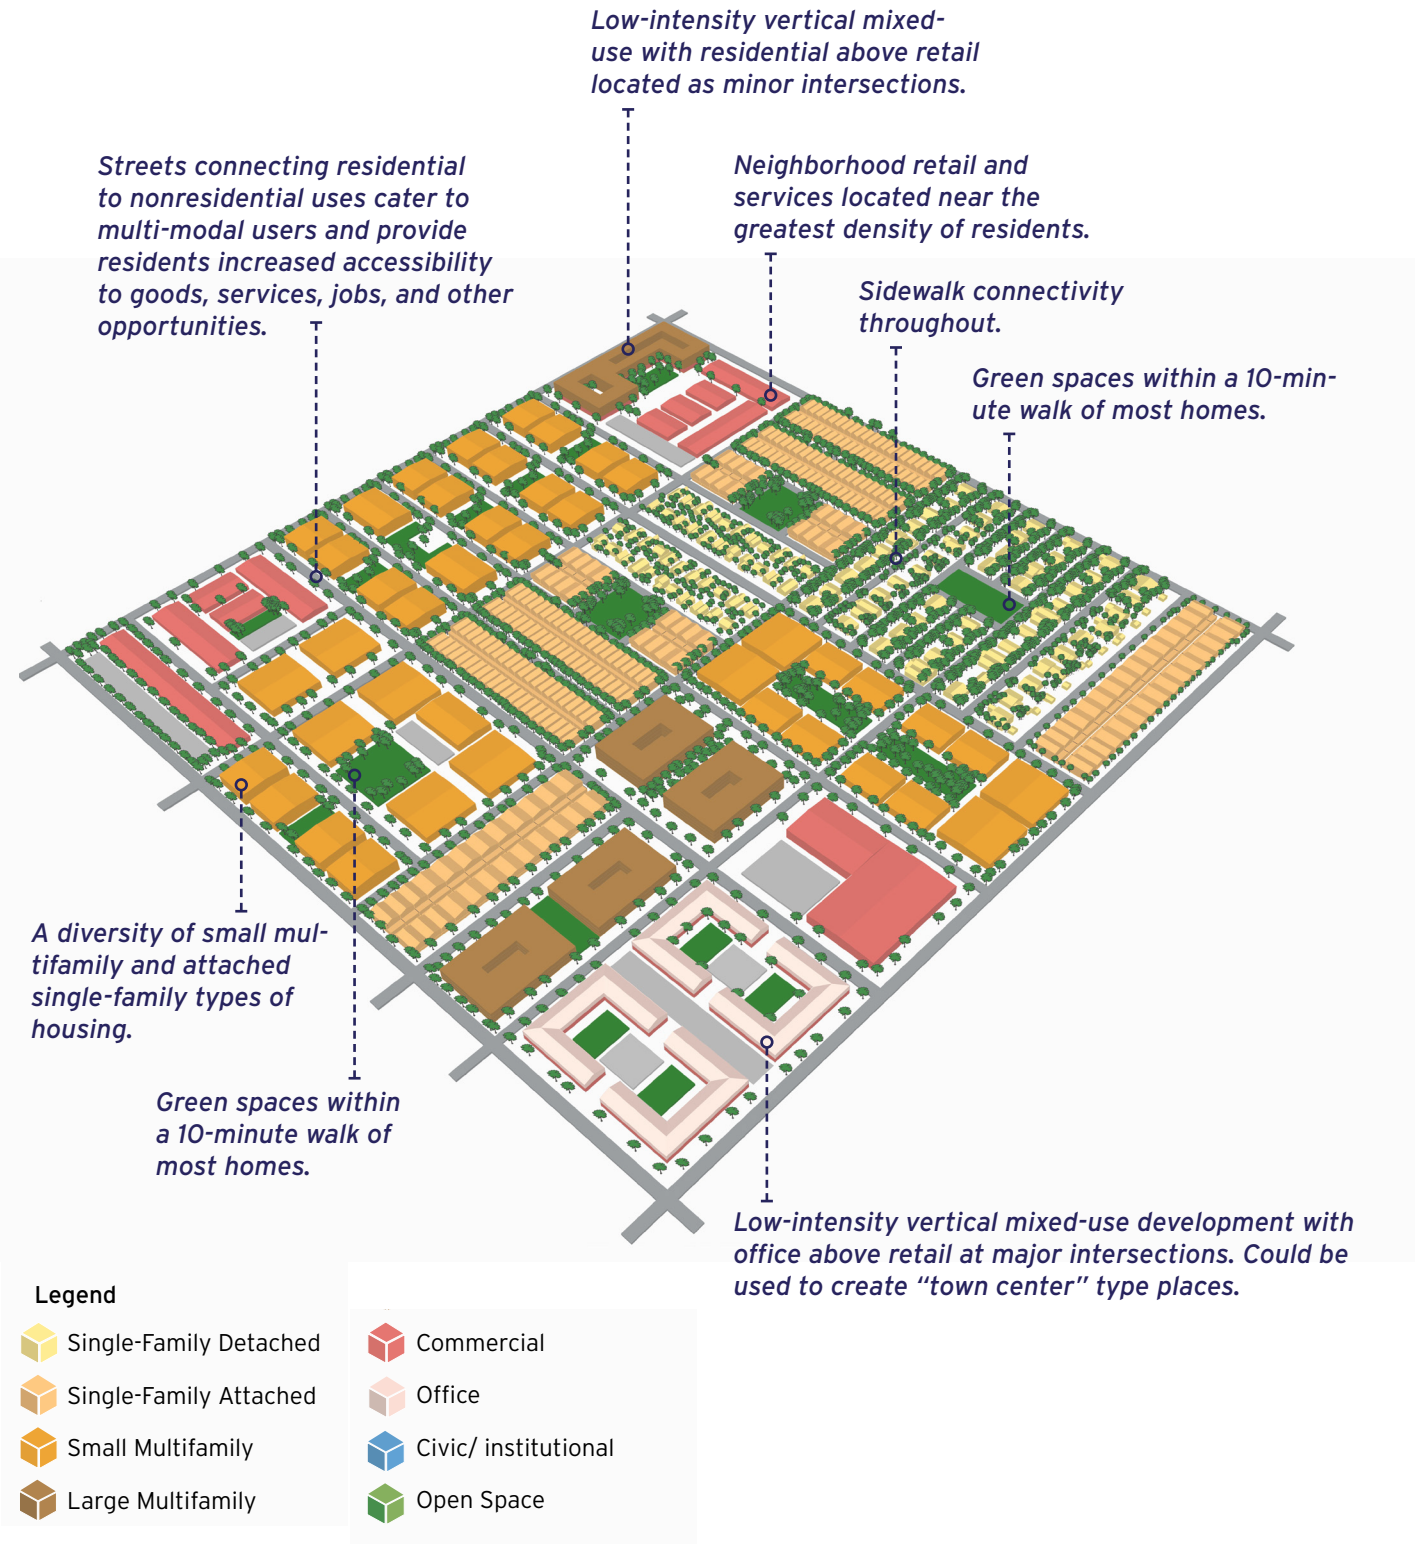 Low-intensity vertical mixed-
use with residential above retail
located as minor intersections.
Streets connecting residential
to nonresidential uses cater to
multi-modal users and provide
residents increased accessibility
to goods, services, jobs, and other
opportunities.
Neighborhood retail and
services located near the
greatest density of residents.
Sidewalk connectivity
throughout.
Green spaces within a 10-min-
ute walk of most homes.
A diversity of small mul-
tifamily and attached
single-family types of
housing.
Green spaces within
a 10-minute walk of
most homes.
Low-intensity vertical mixed-use development with
office above retail at major intersections. Could be
used to create “town center” type places.
Legend
Single-Family Detached
Single-Family Attached
Small Multifamily
Large Multifamily
Commercial
Office
Civic/ institutional
Open Space